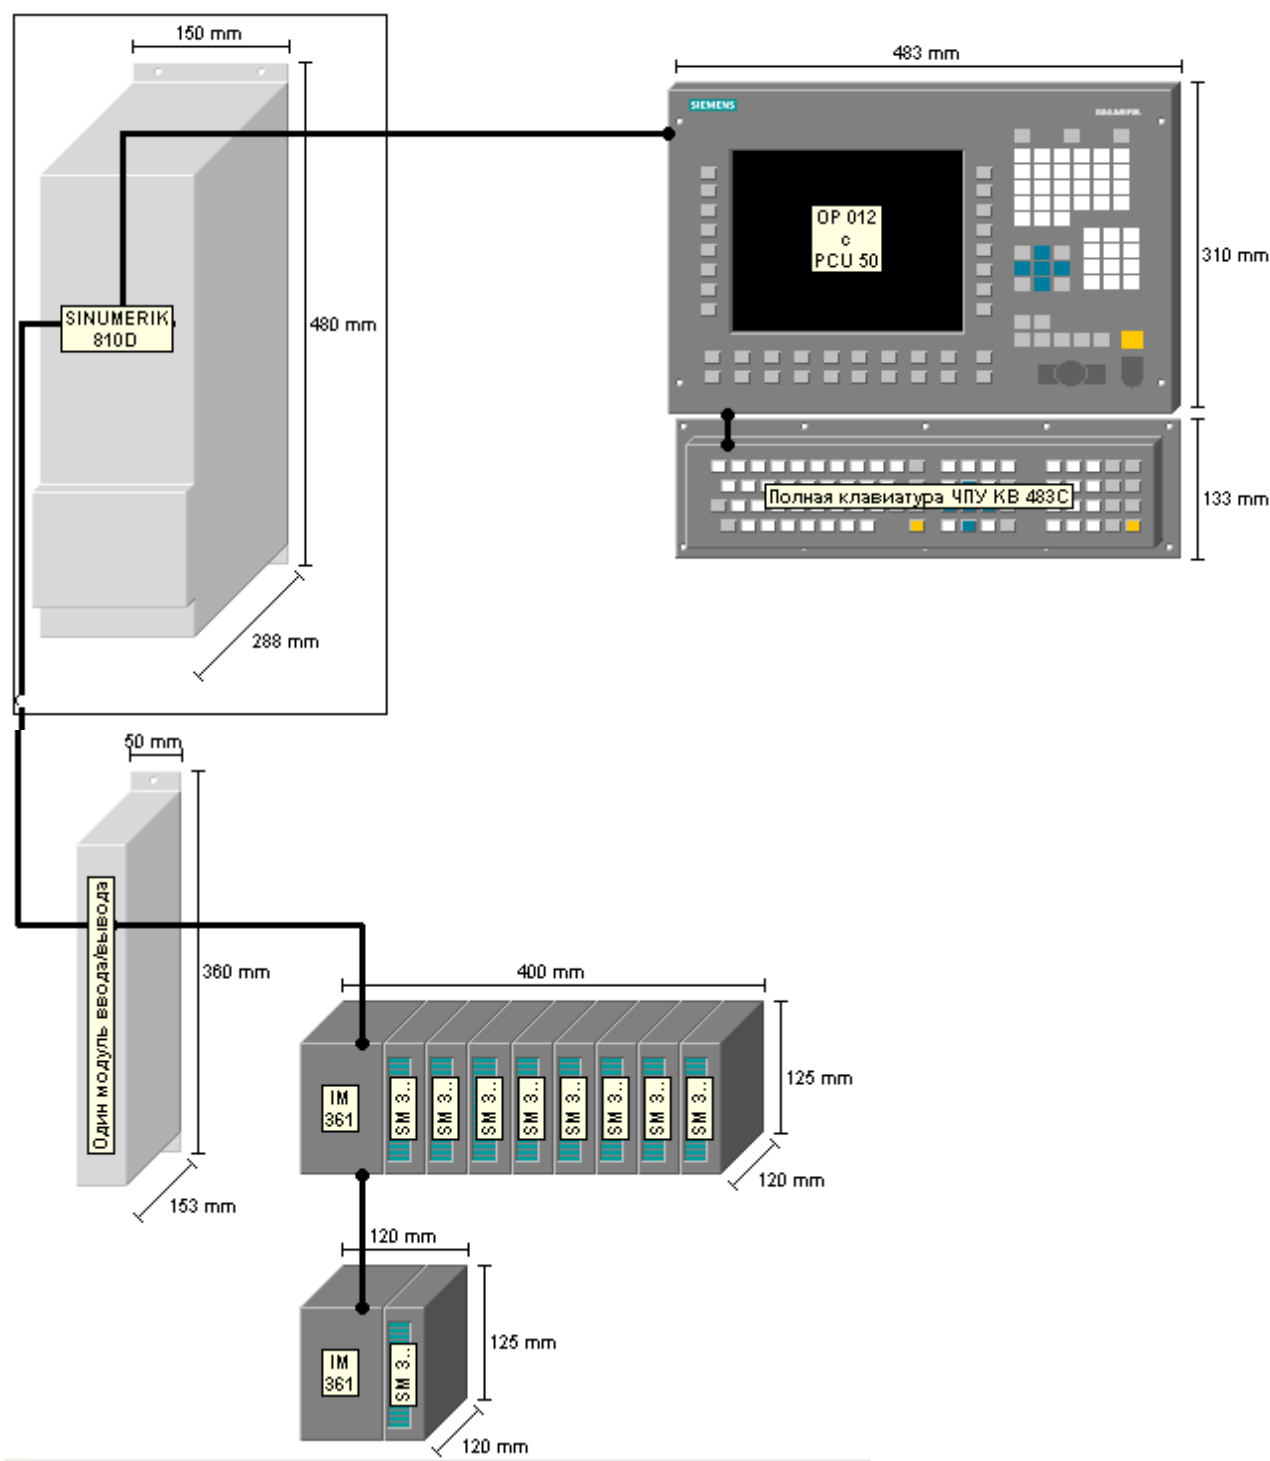 150 mm
483 mm
SIEMENS
OP 012
с
PCU 50
310 mm
SINUMERIK
810D
480 mm
Полная клавиатура ЧПУ КВ 483С
133 mm
288 mm
50 mm
Один модуль ввода/вывода
360 mm
400 mm
IM
361
SM 3..
SM 3..
SM 3..
SM 3..
SM 3..
SM 3..
SM 3..
SM 3..
125 mm
120 mm
153 mm
120 mm
IM
361
SM 3..
125 mm
120 mm